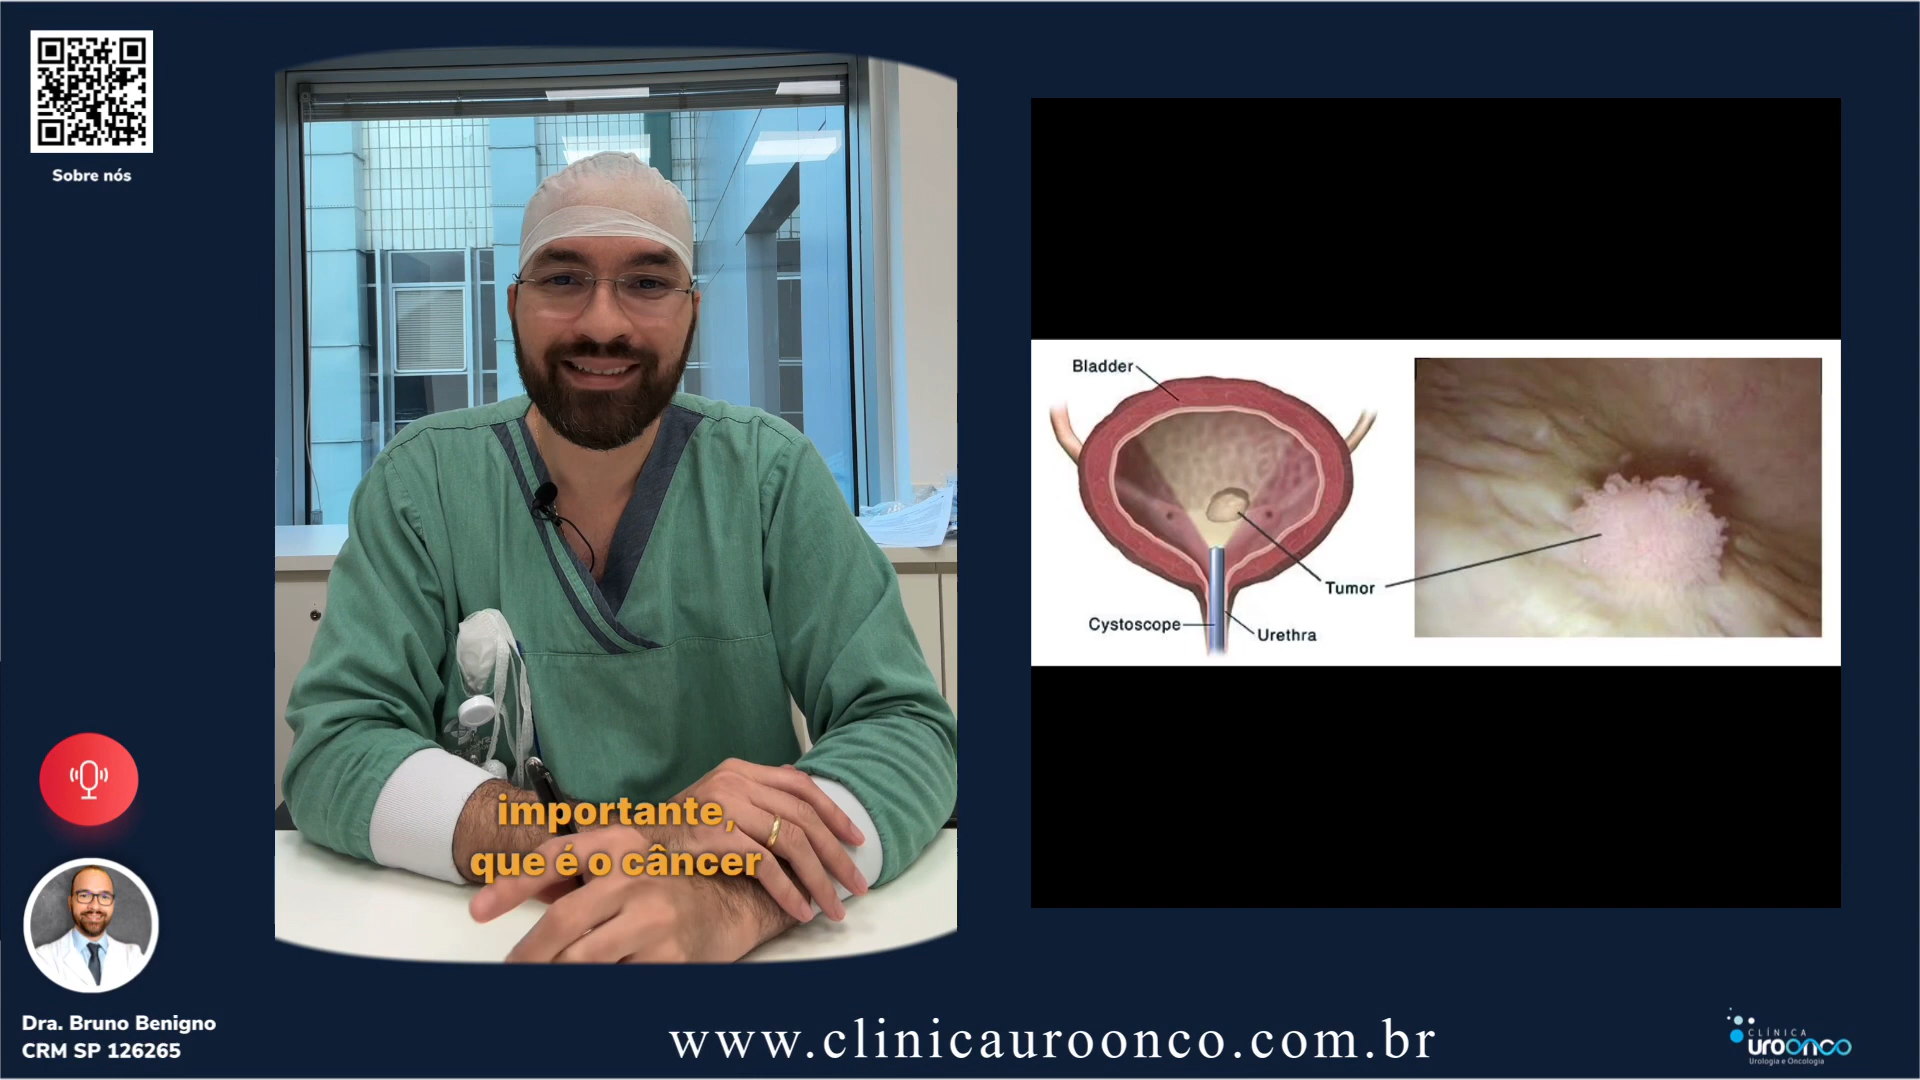 Sobre nós
importante,
que é o câncer
Bladder
Tumor
Cystoscope
Urethra
Dra. Bruno Benigno
CRM SP 126265
www.clinicauroonco.com.br
CLÍNICA
uroonco
Urologia e Oncologia